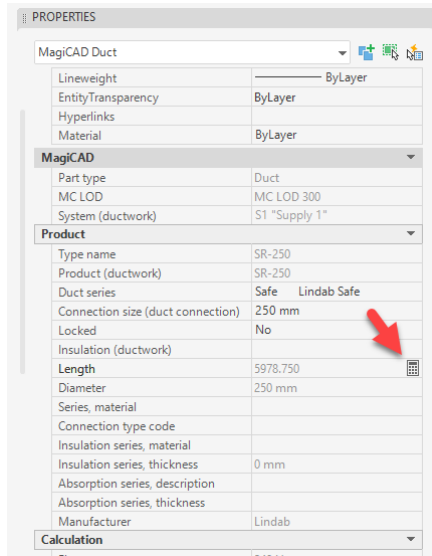 PROPERTIES
MagiCAD Duct
Lineweight ByLayer
EntityTransparency ByLayer
Hyperlinks
Material ByLayer
MagiCAD
Part type Duct
MC LOD MC LOD 300
System (ductwork) S1 "Supply 1"
Product
Type name SR-250
Product (ductwork) SR-250
Duct series Safe Lindab Safe
Connection size (duct connection) 250 mm
Locked No
Insulation (ductwork)
Length 5978.750
Diameter 250 mm
Series, material
Connection type code
Insulation series, material
Insulation series, thickness 0 mm
Absorption series, description
Absorption series, thickness
Manufacturer Lindab
Calculation